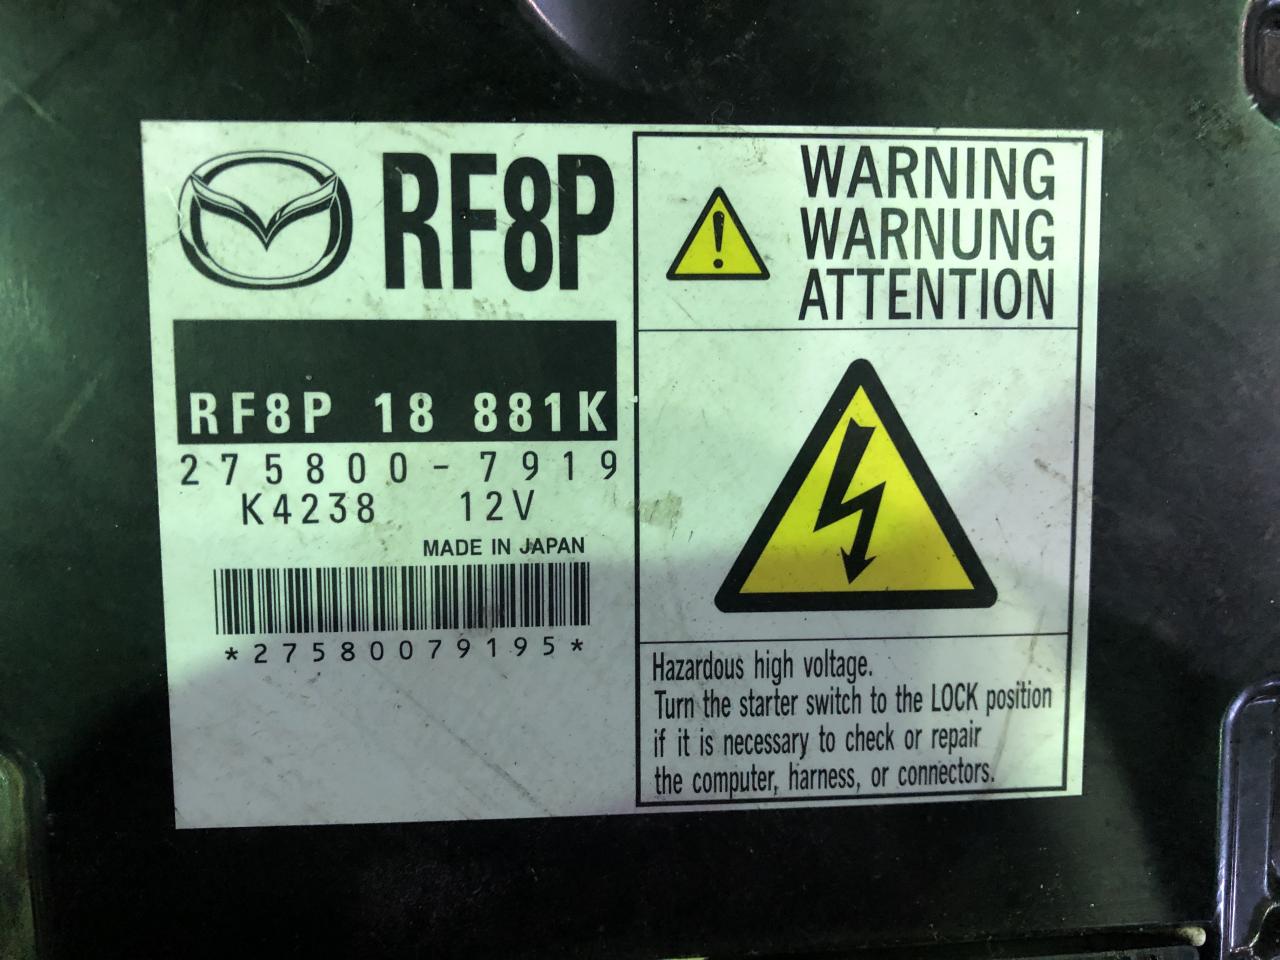 RF8P
RF8P 18 881K
275800-7919
K4238 12V
MADE IN JAPAN
*27580079195*
WARNING
WARNUNG
ATTENTION
Hazardous high voltage.
Turn the starter switch to the LOCK position
if it is necessary to check or repair
the computer, harness, or connectors.